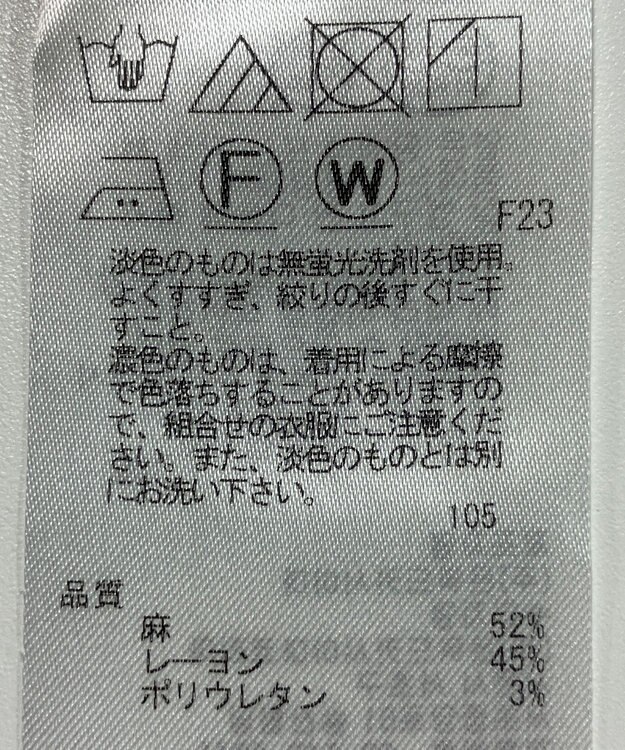 F W F23
淡色のものは無蛍光洗剤を使用。
よくすすぎ、絞りの後すぐに干
すこと。
濃色のものは、着用による摩擦
で色落ちすることがありますの
で、組合せの衣服にご注意くだ
さい。また、淡色のものとは別
にお洗い下さい。
105
品質
麻 52%
レーヨン 45%
ポリウレタン 3%